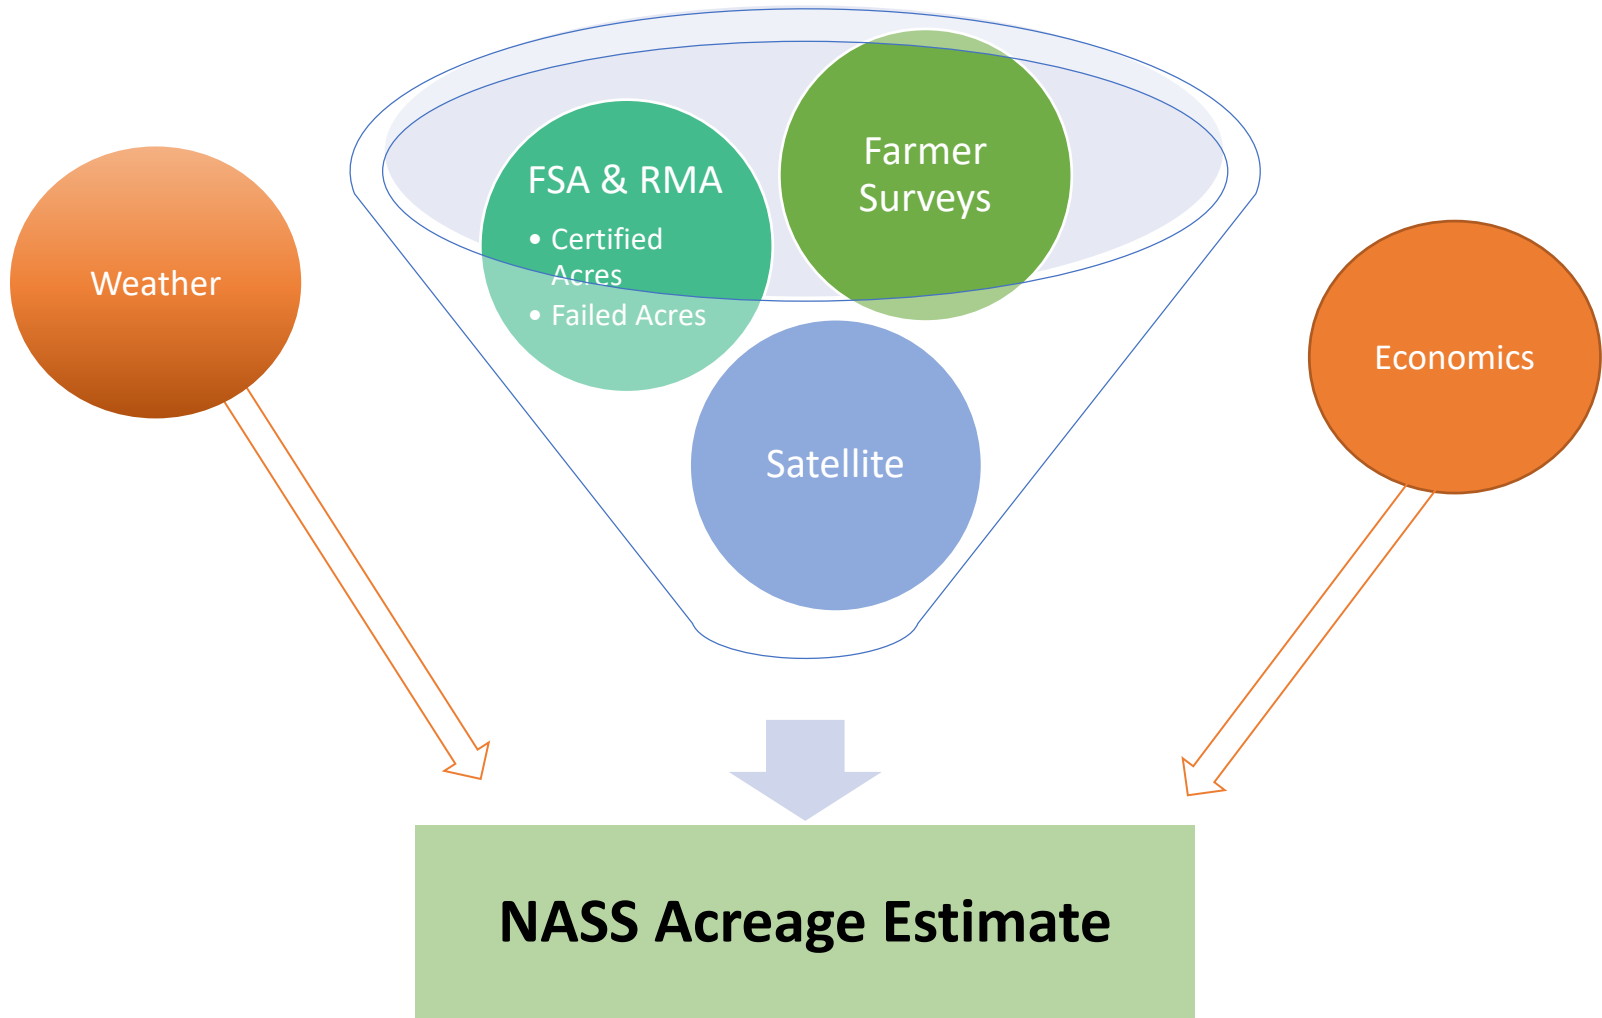 Farmer
Surveys
FSA & RMA
• Certified
Acres
• Failed Acres
Weather
Economics
Satellite
NASS Acreage Estimate